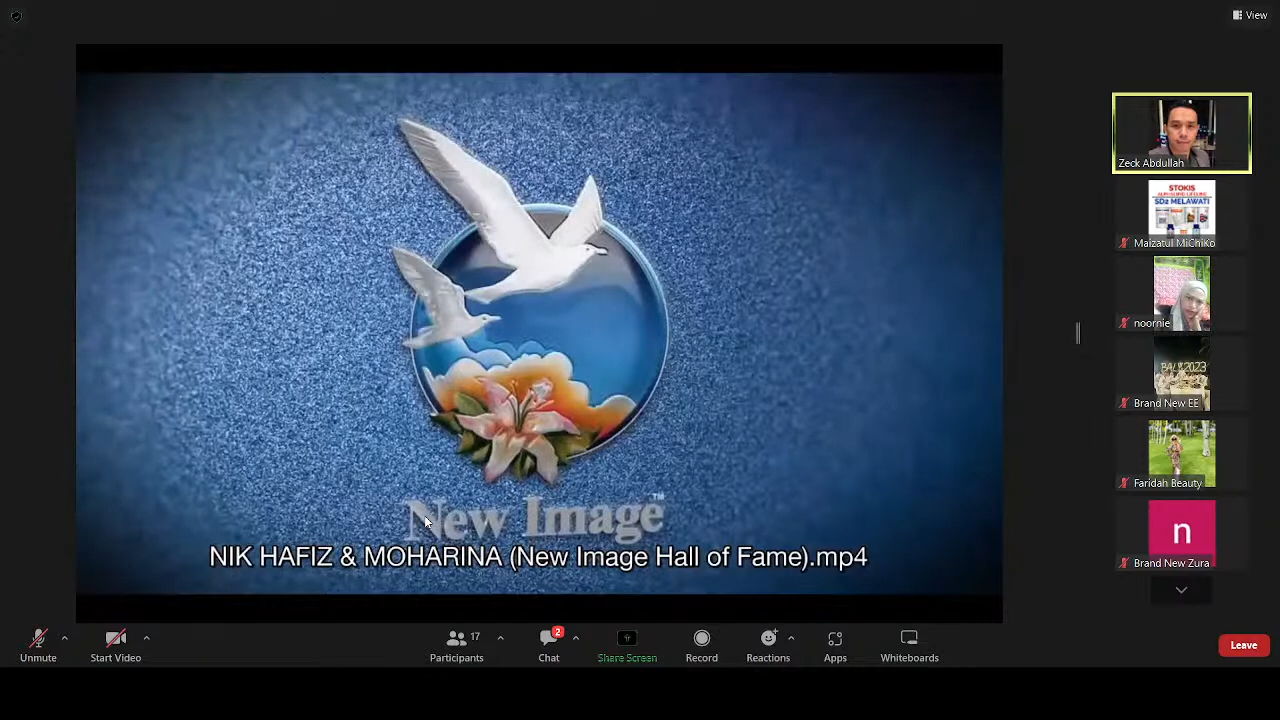 View
New Image™
NIK HAFIZ & MOHARINA (New Image Hall of Fame).mp4
Zeck Abdullah
STOKIS
SD2 MELAWATI
Maizatul MiChiKo
noornie
BALI 2023
Brand New EE
Faridah Beauty
n
Brand New Zura
Unmute
Start Video
17
Participants
2
Chat
Share Screen
Record
Reactions
Apps
Whiteboards
Leave